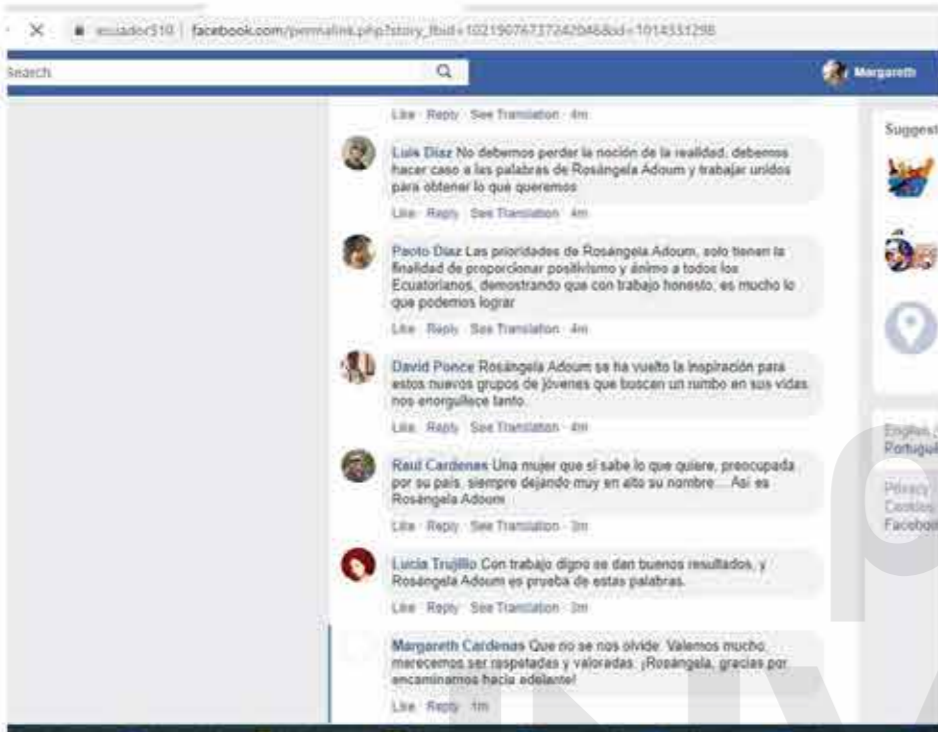 ecuador510 | facebook.com/permalink.php?story_fbid=
Search
Margareth
Like · Reply · See Translation · 4m
Suggest
Luis Diaz No debemos perder la noción de la realidad, debemos
hacer caso a las palabras de Rosángela Adoum y trabajar unidos
para obtener lo que queremos
Like · Reply · See Translation · 4m
Paolo Diaz Las prioridades de Rosángela Adoum, solo tienen la
finalidad de proporcionar positivismo y ánimo a todos los
Ecuatorianos, demostrando que con trabajo honesto, es mucho lo
que podemos lograr
Like · Reply · See Translation · 4m
David Ponce Rosángela Adoum se ha vuelto la inspiración para
estos nuevos grupos de jóvenes que buscan un rumbo en sus vidas
nos enorgullece tanto.
Like · Reply · See Translation · 4m
English
Portugu
Raul Cardenas Una mujer que si sabe lo que quiere, preocupada
por su país, siempre dejando muy en alto su nombre... Asi es
Rosángela Adoum
Like · Reply · See Translation · 3m
Privacy
Cookies
Facebook
Lucia Trujillo Con trabajo digno se dan buenos resultados, y
Rosángela Adoum es prueba de estas palabras.
Like · Reply · See Translation · 3m
Margareth Cardenas Que no se nos olvide. Valemos mucho,
merecemos ser respetadas y valoradas. ¡Rosángela, gracias por
encaminarnos hacia adelante!
Like · Reply · 1m